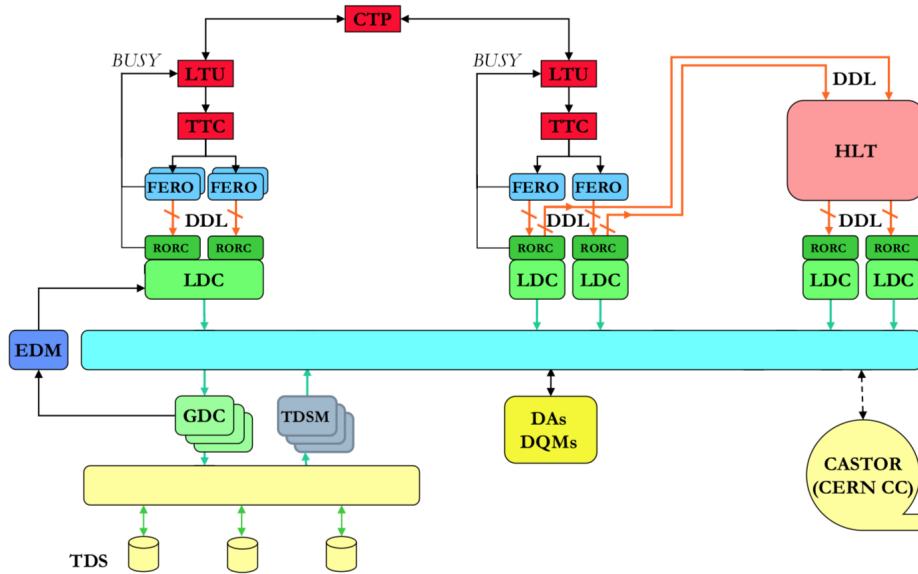 CTP
BUSY
BUSY
LTU
LTU
DDL
TTC
TTC
HLT
FERO
FERO
FERO
FERO
DDL
DDL
DDL
RORC
RORC
RORC
RORC
RORC
RORC
LDC
LDC
LDC
LDC
LDC
EDM
GDC
TDSM
DAs
DQMs
CASTOR
(CERN CC)
TDS